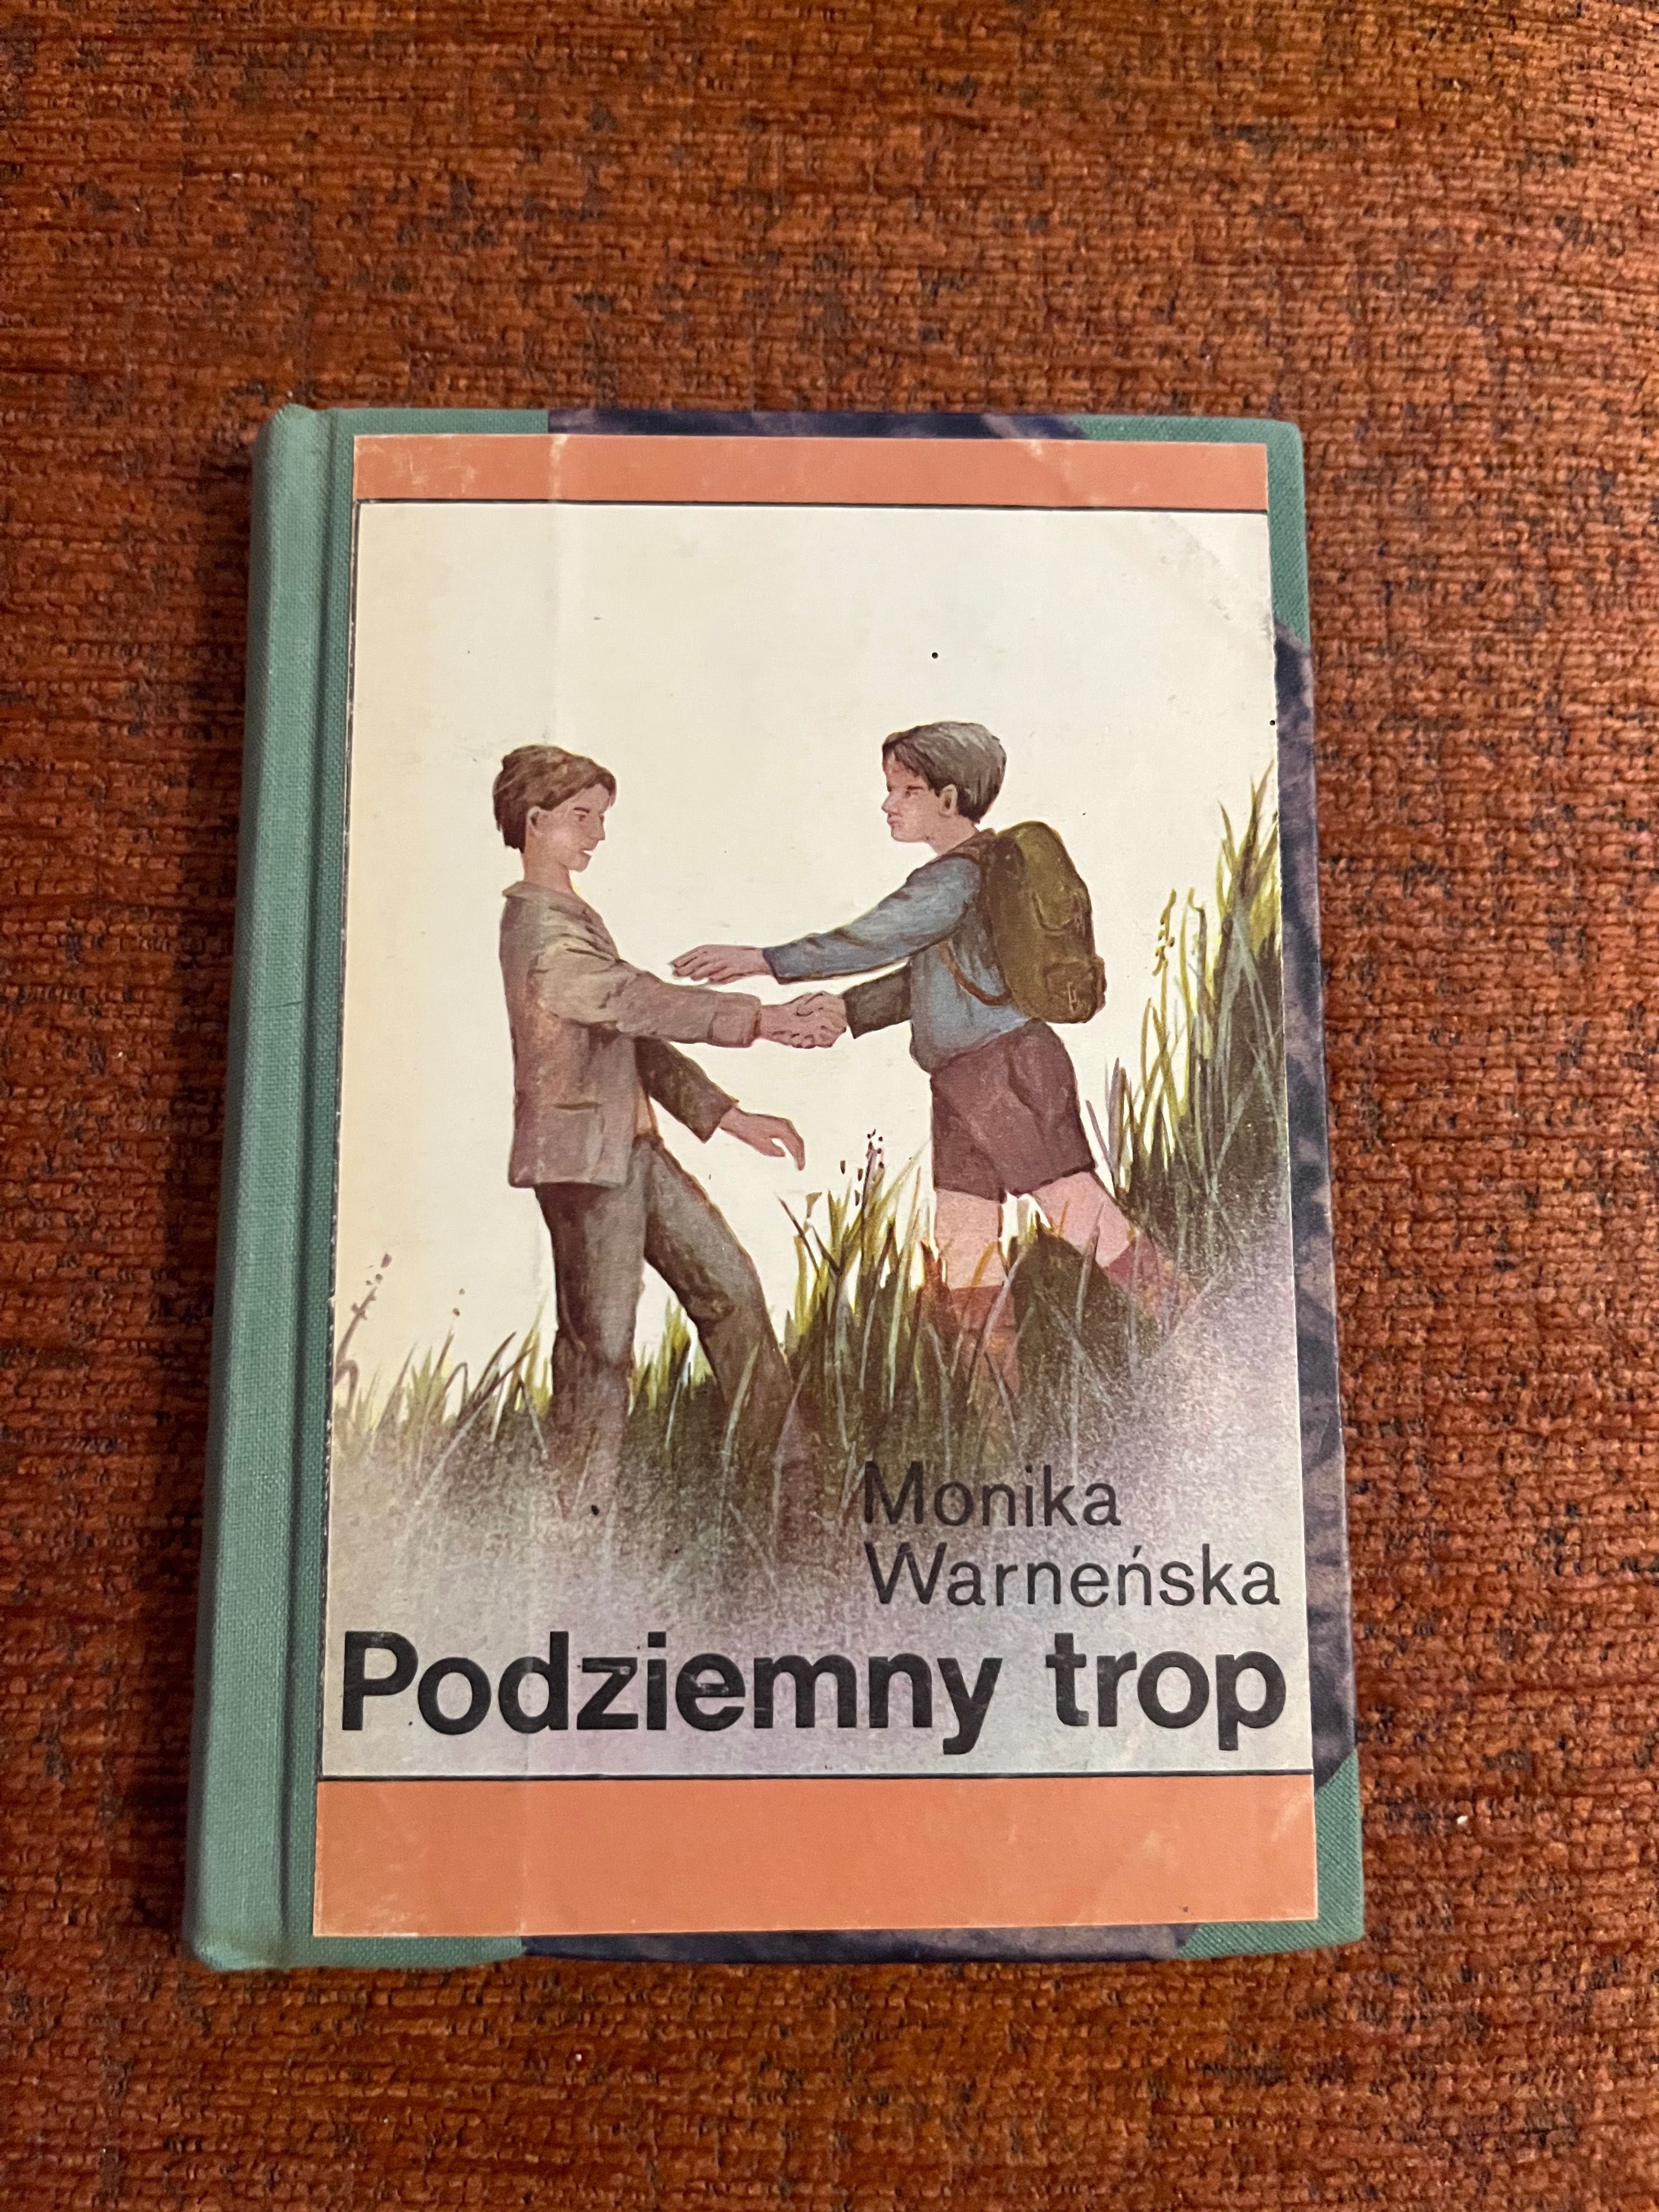 Monika
Warneńska
Podziemny trop